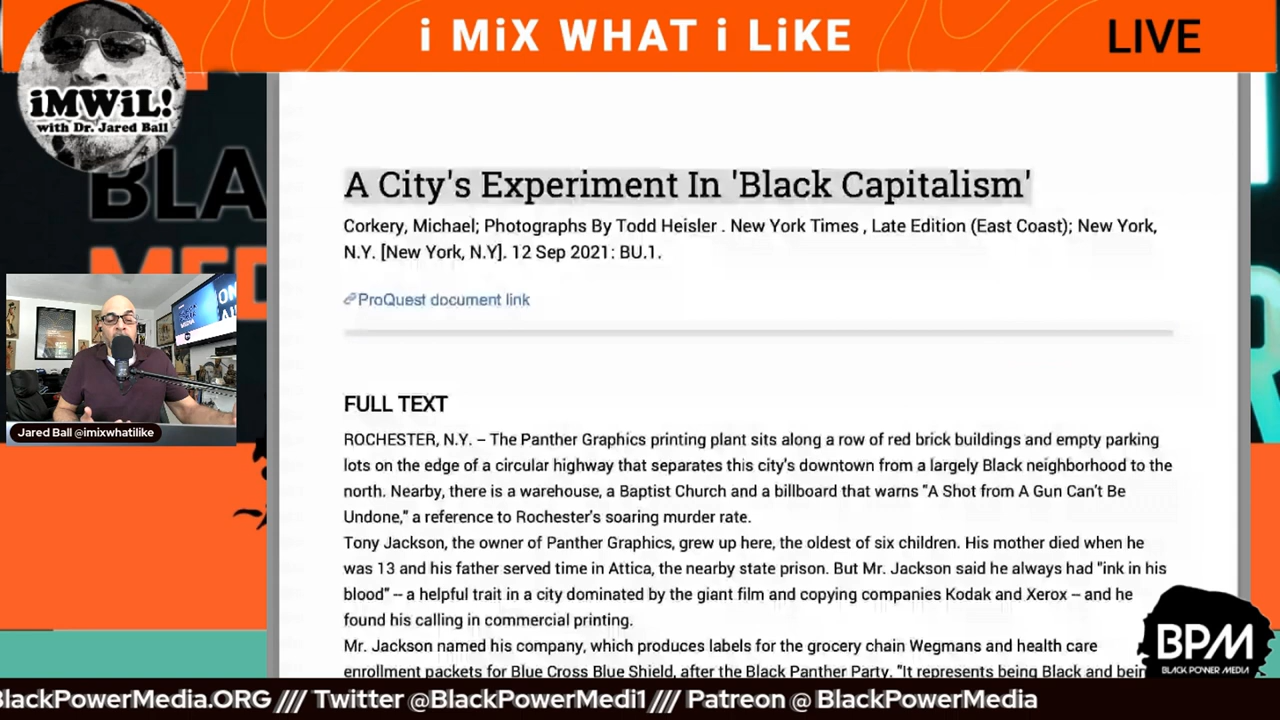 i MiX WHAT i LiKE
LIVE
iMWiL!
with Dr. Jared Ball
BLA
MED
A City's Experiment In 'Black Capitalism'
Corkery, Michael; Photographs By Todd Heisler . New York Times , Late Edition (East Coast); New York,
N.Y. [New York, N.Y]. 12 Sep 2021: BU.1.
ProQuest document link
FULL TEXT
ROCHESTER, N.Y. – The Panther Graphics printing plant sits along a row of red brick buildings and empty parking
lots on the edge of a circular highway that separates this city's downtown from a largely Black neighborhood to the
north. Nearby, there is a warehouse, a Baptist Church and a billboard that warns "A Shot from A Gun Can't Be
Undone," a reference to Rochester's soaring murder rate.
Tony Jackson, the owner of Panther Graphics, grew up here, the oldest of six children. His mother died when he
was 13 and his father served time in Attica, the nearby state prison. But Mr. Jackson said he always had "ink in his
blood" -- a helpful trait in a city dominated by the giant film and copying companies Kodak and Xerox -- and he
found his calling in commercial printing.
Mr. Jackson named his company, which produces labels for the grocery chain Wegmans and health care
enrollment packets for Blue Cross Blue Shield, after the Black Panther Party. "It represents being Black and bein
Jared Ball @imixwhatilike
BPM
BLACK POWER MEDIA
BlackPowerMedia.ORG /// Twitter @BlackPowerMedi1 /// Patreon @ BlackPowerMedia